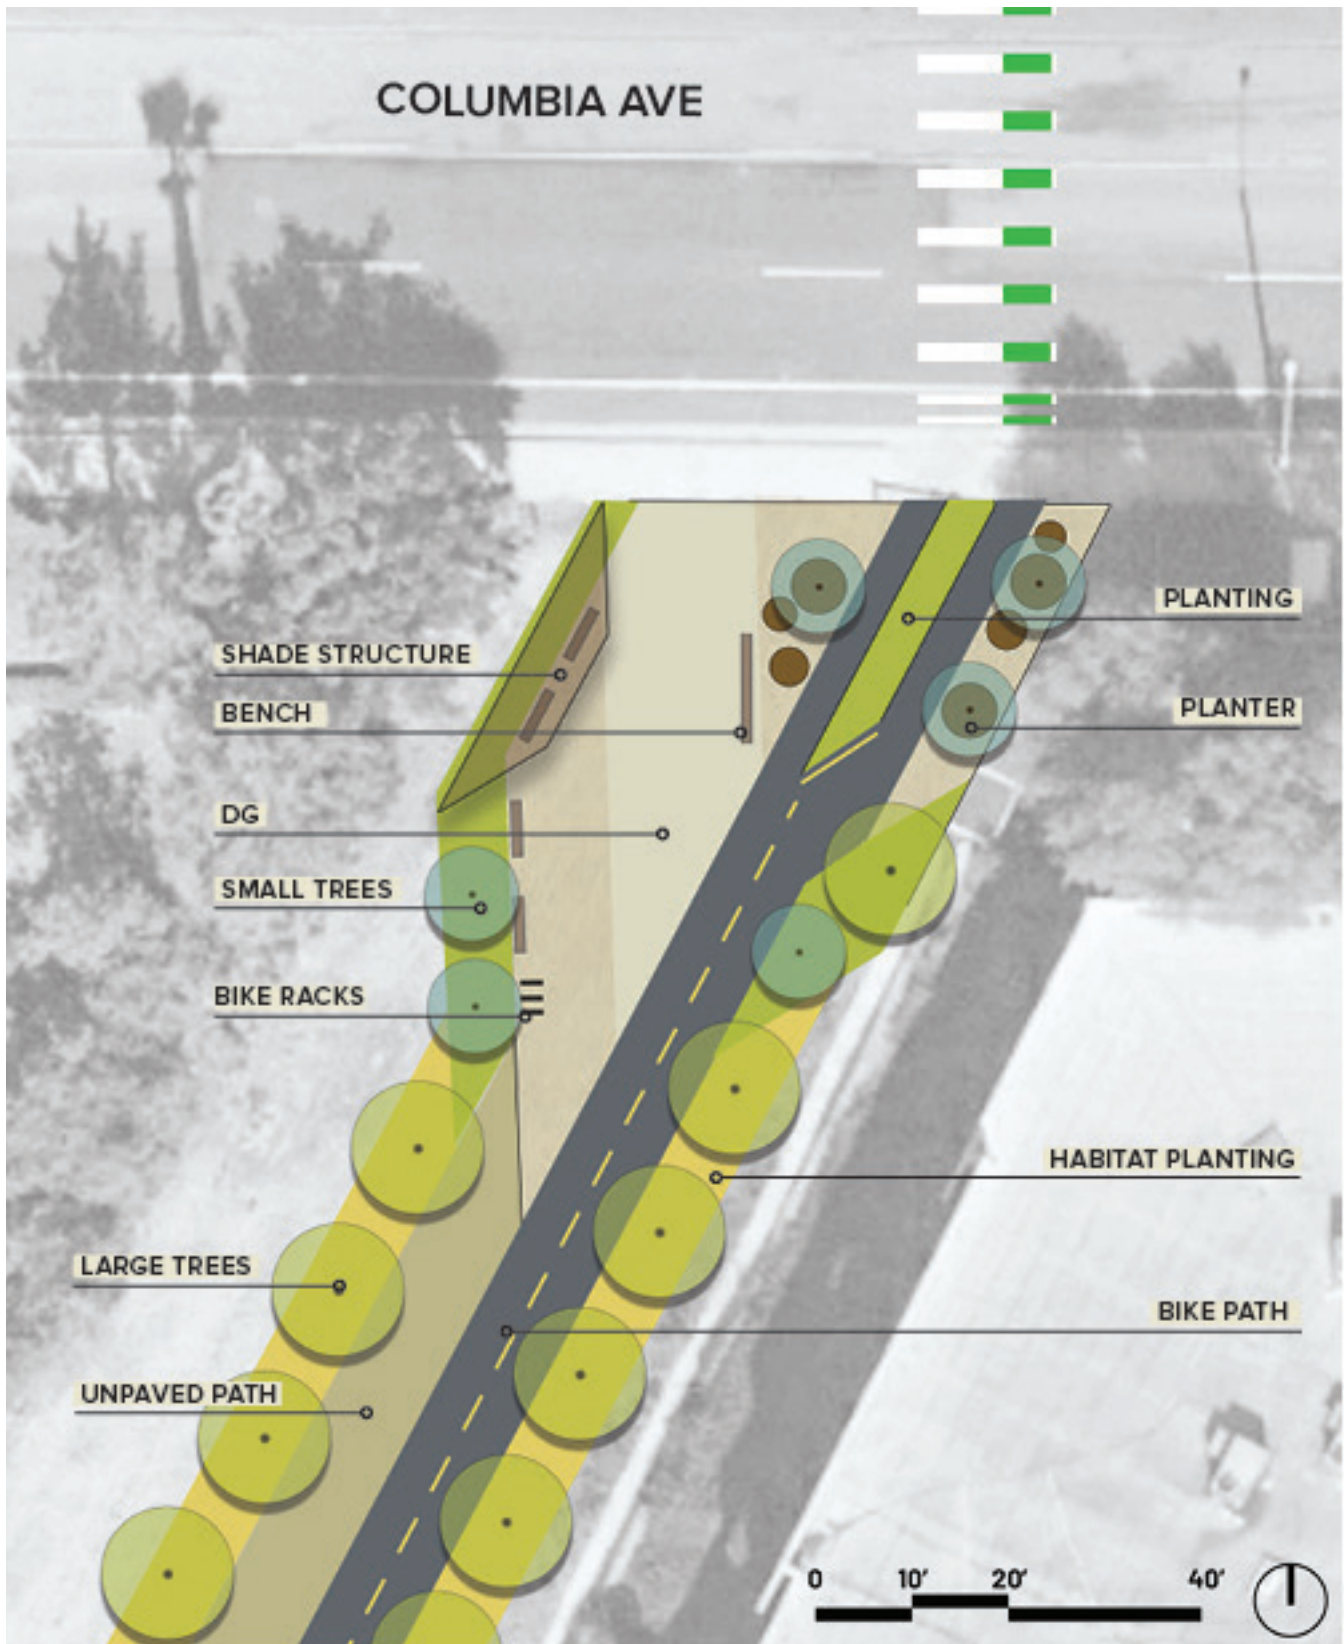 COLUMBIA AVE
PLANTING
SHADE STRUCTURE
PLANTER
BENCH
DG
SMALL TREES
BIKE RACKS
HABITAT PLANTING
LARGE TREES
BIKE PATH
UNPAVED PATH
0 10' 20' 40'